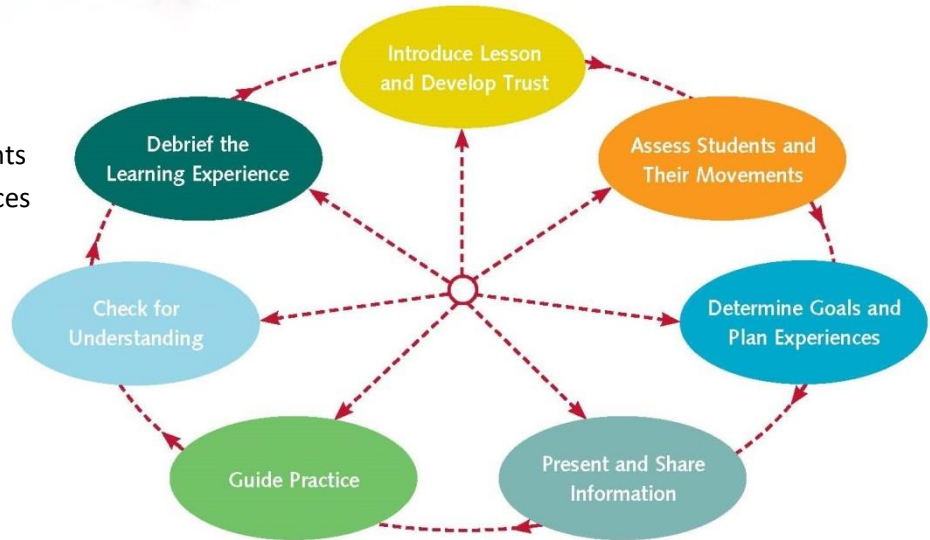 Introduce Lesson
and Develop Trust
Assess Students and
Their Movements
Determine Goals and
Plan Experiences
Present and Share
Information
Guide Practice
Check for
Understanding
Debrief the
Learning Experience